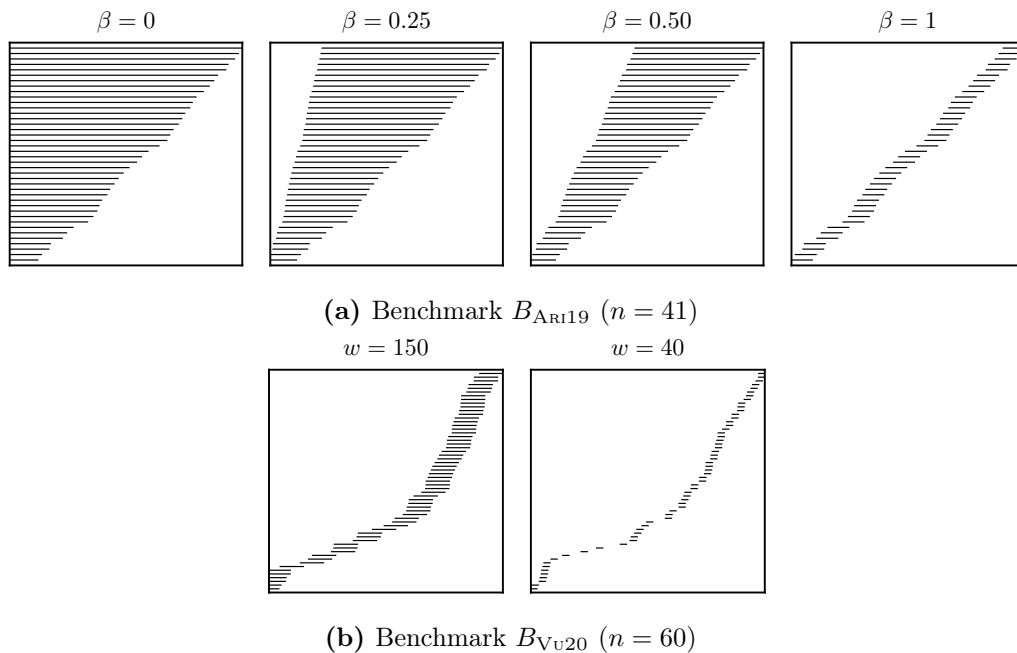 β = 0 β = 0.25 β = 0.50 β = 1
(a) Benchmark B_ARI19 (n = 41)
w = 150 w = 40
(b) Benchmark B_VU20 (n = 60)